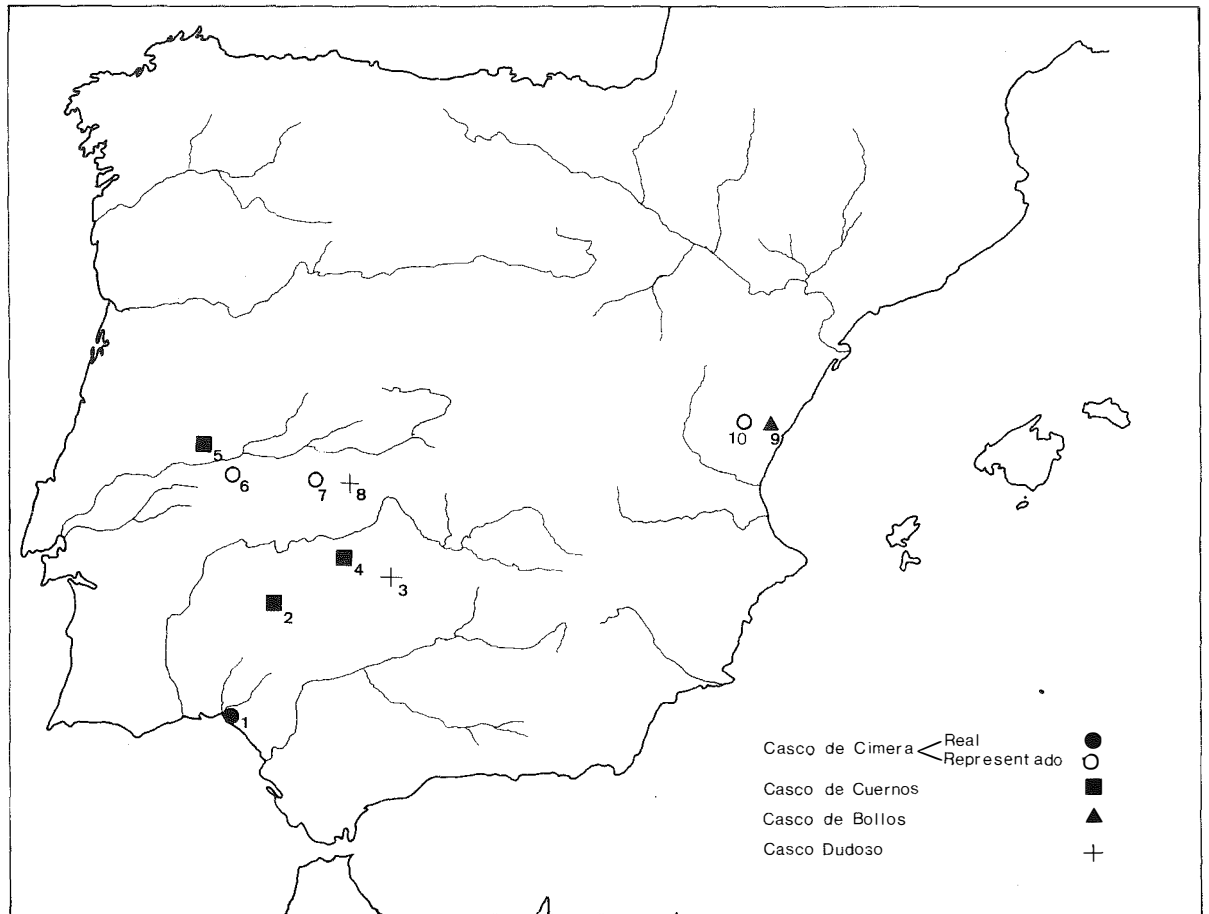 10
9
5
6
7
8
4
3
2
1
Casco de Cimera Real
Representado
Casco de Cuernos
Casco de Bollos
Casco Dudoso